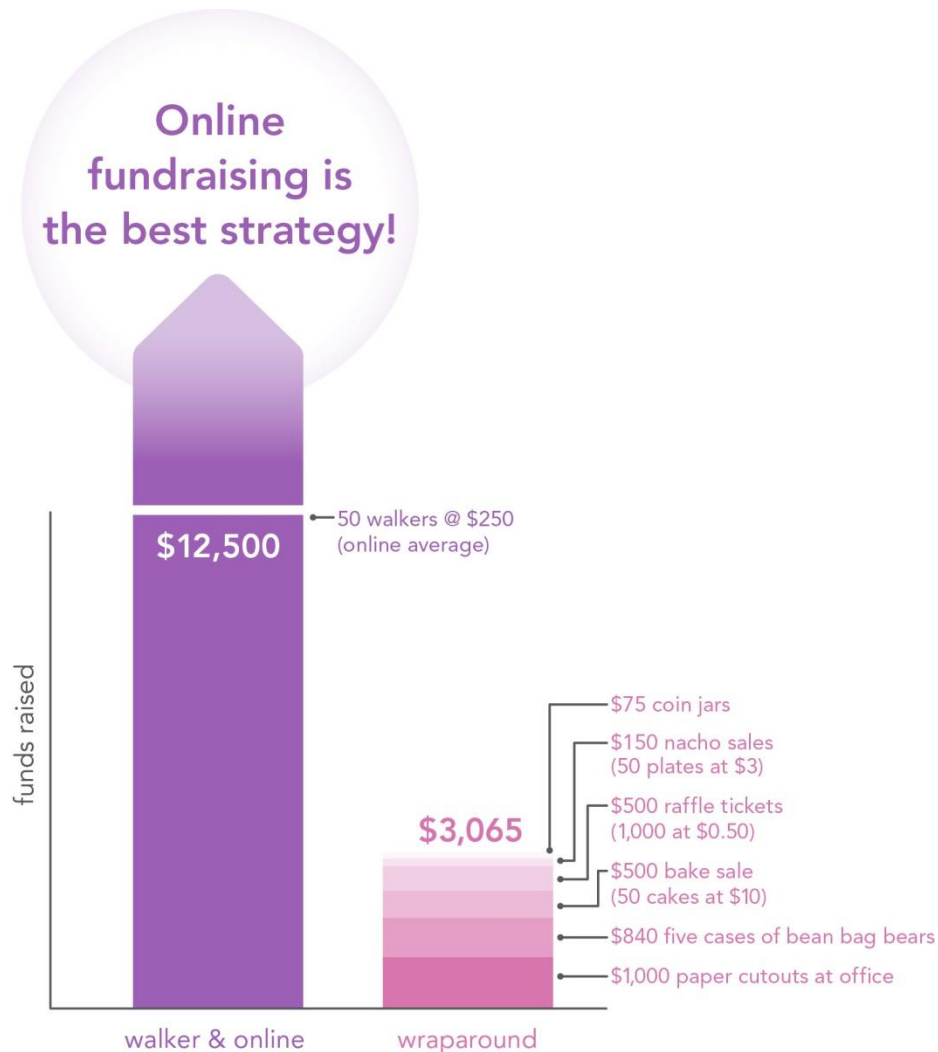 Online
fundraising is
the best strategy!
$12,500
50 walkers @ $250
(online average)
funds raised
$3,065
$75 coin jars
$150 nacho sales
(50 plates at $3)
$500 raffle tickets
(1,000 at $0.50)
$500 bake sale
(50 cakes at $10)
$840 five cases of bean bag bears
$1,000 paper cutouts at office
walker & online
wraparound